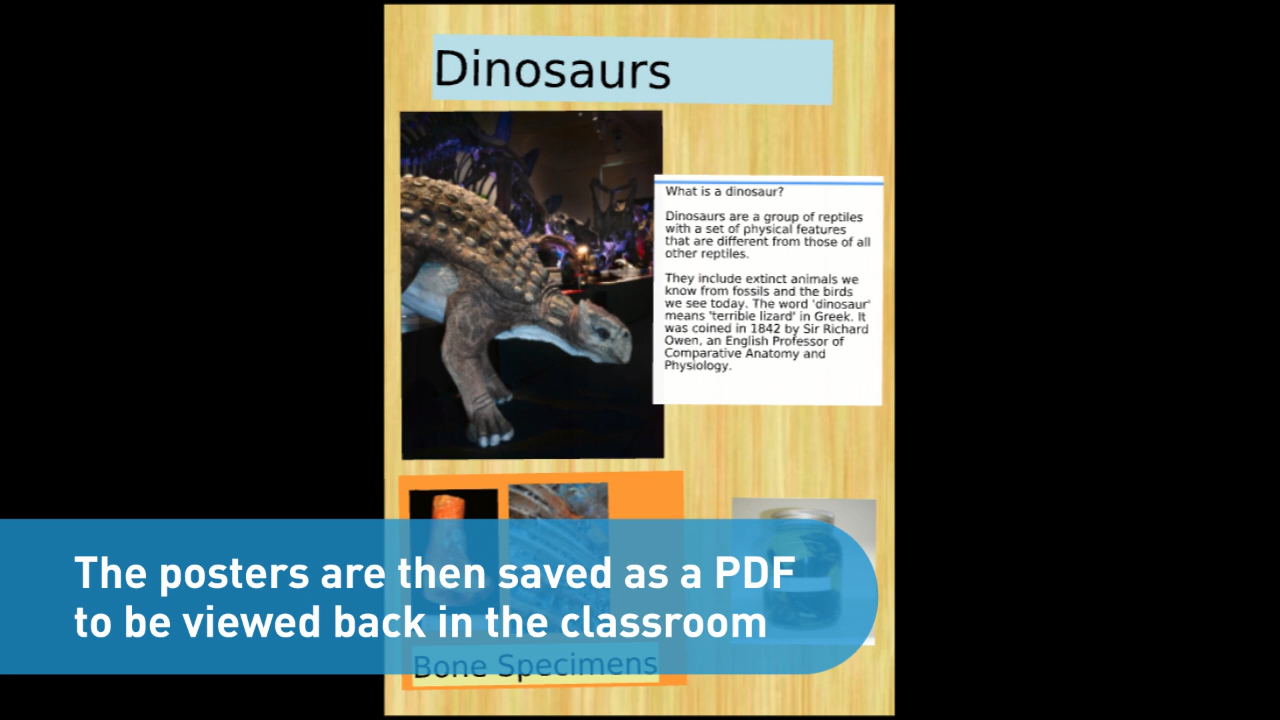 Dinosaurs
What is a dinosaur?
Dinosaurs are a group of reptiles
with a set of physical features
that are different from those of all
other reptiles.
They include extinct animals we
know from fossils and the birds
we see today. The word 'dinosaur'
means 'terrible lizard' in Greek. It
was coined in 1842 by Sir Richard
Owen, an English Professor of
Comparative Anatomy and
Physiology.
The posters are then saved as a PDF
to be viewed back in the classroom
Bone Specimens